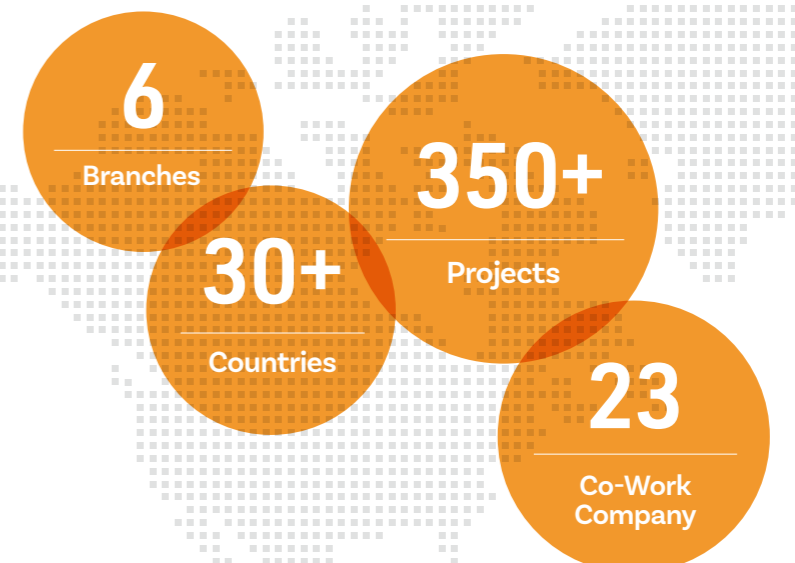 6
Branches
350+
Projects
30+
Countries
23
Co-Work
Company